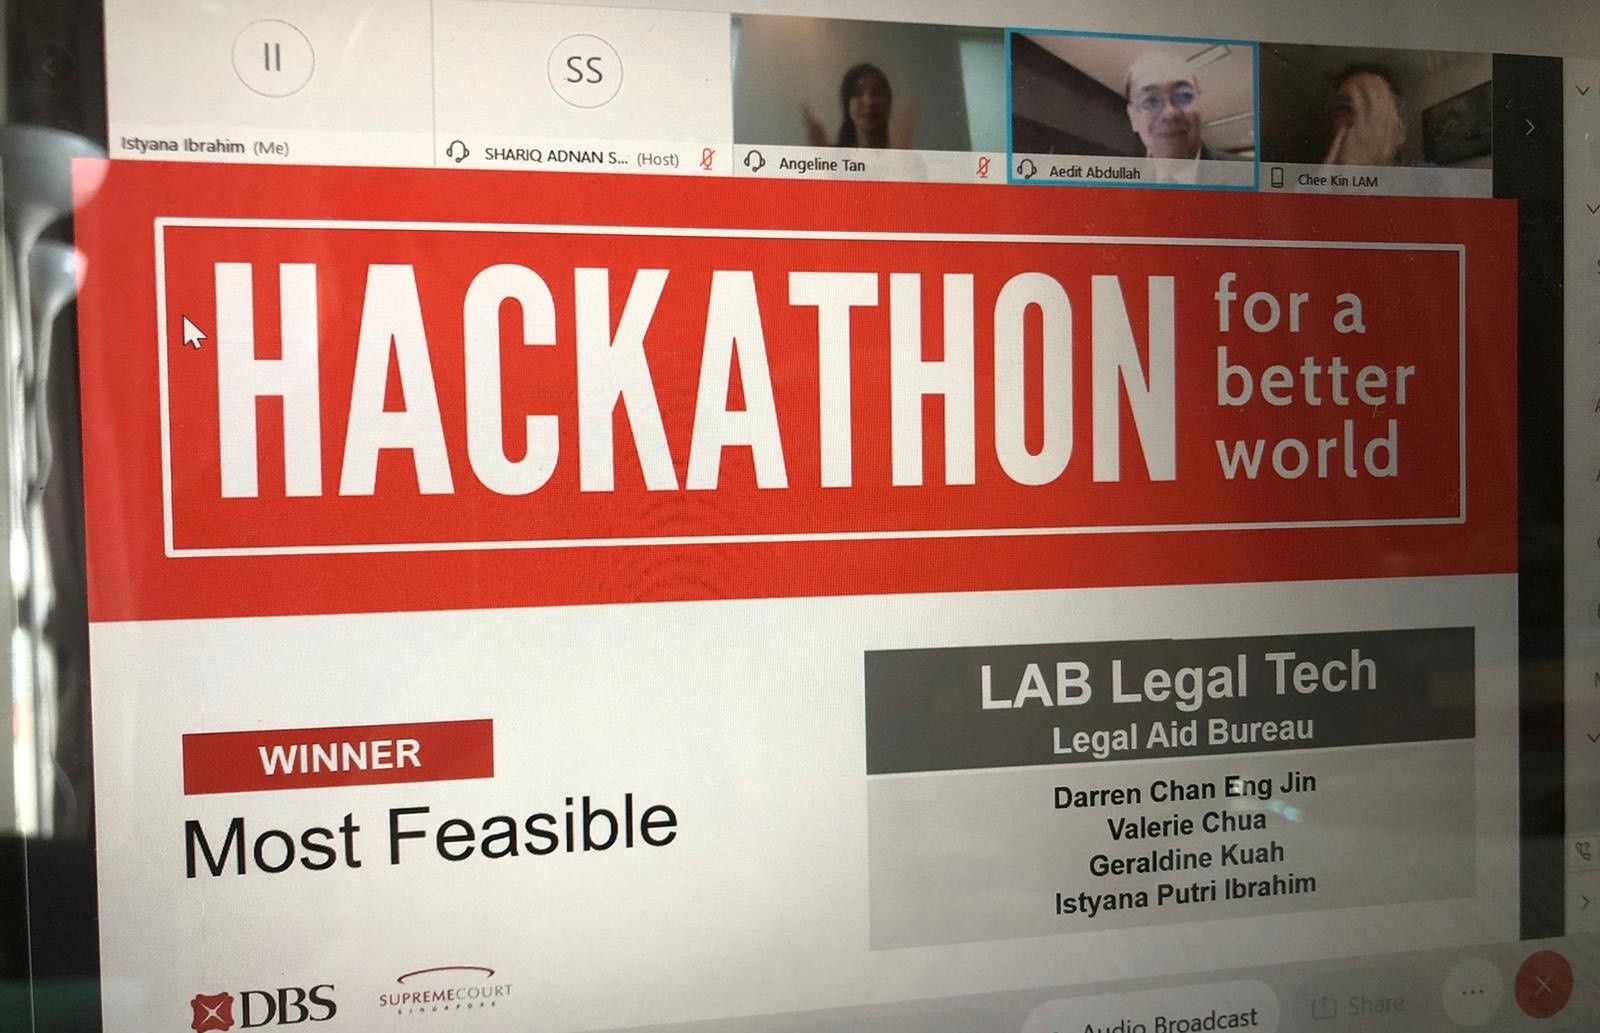 II
SS
Istyana Ibrahim (Me)
SHARIQ ADNAN S... (Host)
Angeline Tan
Aedit Abdullah
Chee Kin LAM
HACKATHON
for a
better
world
LAB Legal Tech
Legal Aid Bureau
WINNER
Most Feasible
Darren Chan Eng Jin
Valerie Chua
Geraldine Kuah
Istyana Putri Ibrahim
DBS
SUPREMECOURT
SINGAPORE
Audio Broadcast
Share